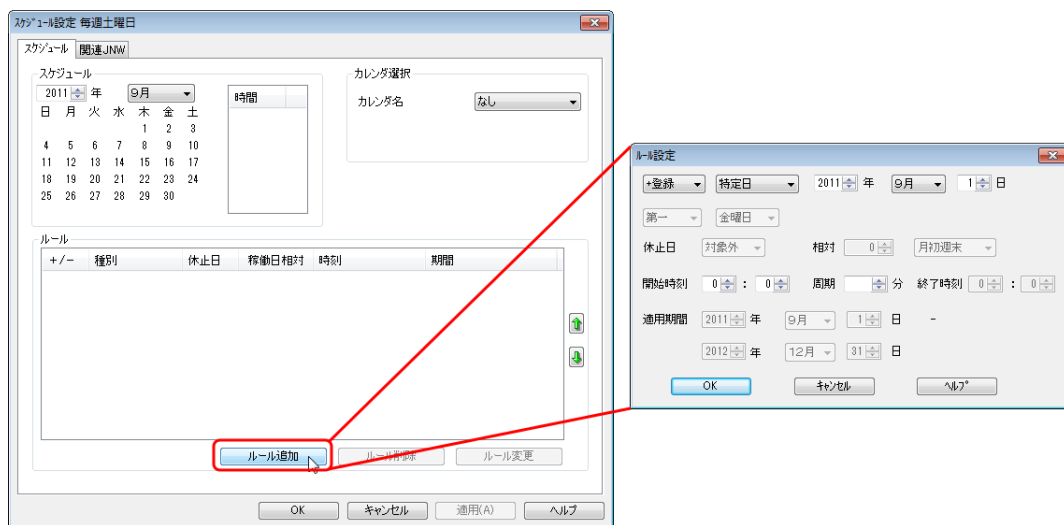 スケジュール設定 毎週土曜日
スケジュール 関連JNW
スケジュール
2011 年 9月
日 月 火 水 木 金 土
1 2 3
4 5 6 7 8 9 10
11 12 13 14 15 16 17
18 19 20 21 22 23 24
25 26 27 28 29 30
時間
カレンダ選択
カレンダ名 なし
ルール
+/- 種別 休止日 稼働日相対 時刻 期間
ルール追加 ルール削除 ルール変更
OK キャンセル 適用(A) ヘルプ
ルール設定
+登録 特定日 2011 年 9月 1 日
第一 金曜日
休止日 対象外 相対 0 月初週末
開始時刻 0 : 0 周期 分 終了時刻 0 : 0
適用期間 2011 年 9月 1 日 -
2012 年 12月 31 日
OK キャンセル ヘルプ